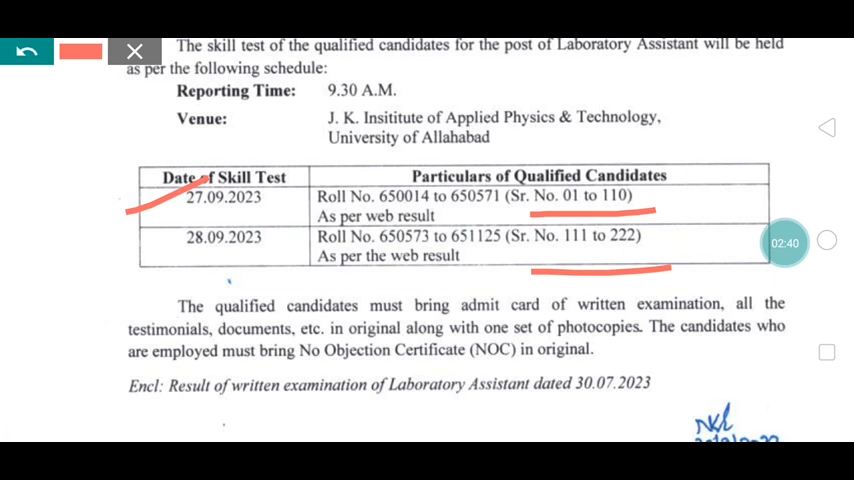 The skill test of the qualified candidates for the post of Laboratory Assistant will be held
as per the following schedule:
Reporting Time: 9.30 A.M.
Venue: J. K. Insititute of Applied Physics & Technology,
University of Allahabad
Date of Skill Test Particulars of Qualified Candidates
27.09.2023 Roll No. 650014 to 650571 (Sr. No. 01 to 110)
As per web result
28.09.2023 Roll No. 650573 to 651125 (Sr. No. 111 to 222)
As per the web result
02:40
The qualified candidates must bring admit card of written examination, all the
testimonials, documents, etc. in original along with one set of photocopies. The candidates who
are employed must bring No Objection Certificate (NOC) in original.
Encl: Result of written examination of Laboratory Assistant dated 30.07.2023